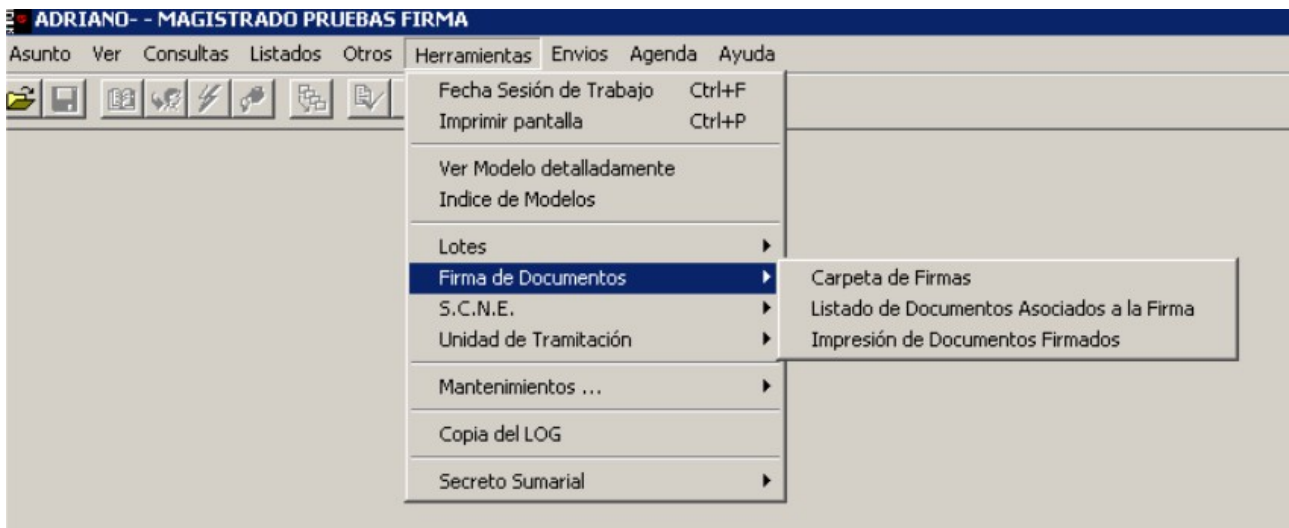 ADRIANO- - MAGISTRADO PRUEBAS FIRMA
Asunto Ver Consultas Listados Otros Herramientas Envios Agenda Ayuda
Fecha Sesión de Trabajo Ctrl+F
Imprimir pantalla Ctrl+P
Ver Modelo detalladamente
Indice de Modelos
Lotes
Firma de Documentos
S.C.N.E.
Unidad de Tramitación
Mantenimientos ...
Copia del LOG
Secreto Sumarial
Carpeta de Firmas
Listado de Documentos Asociados a la Firma
Impresión de Documentos Firmados